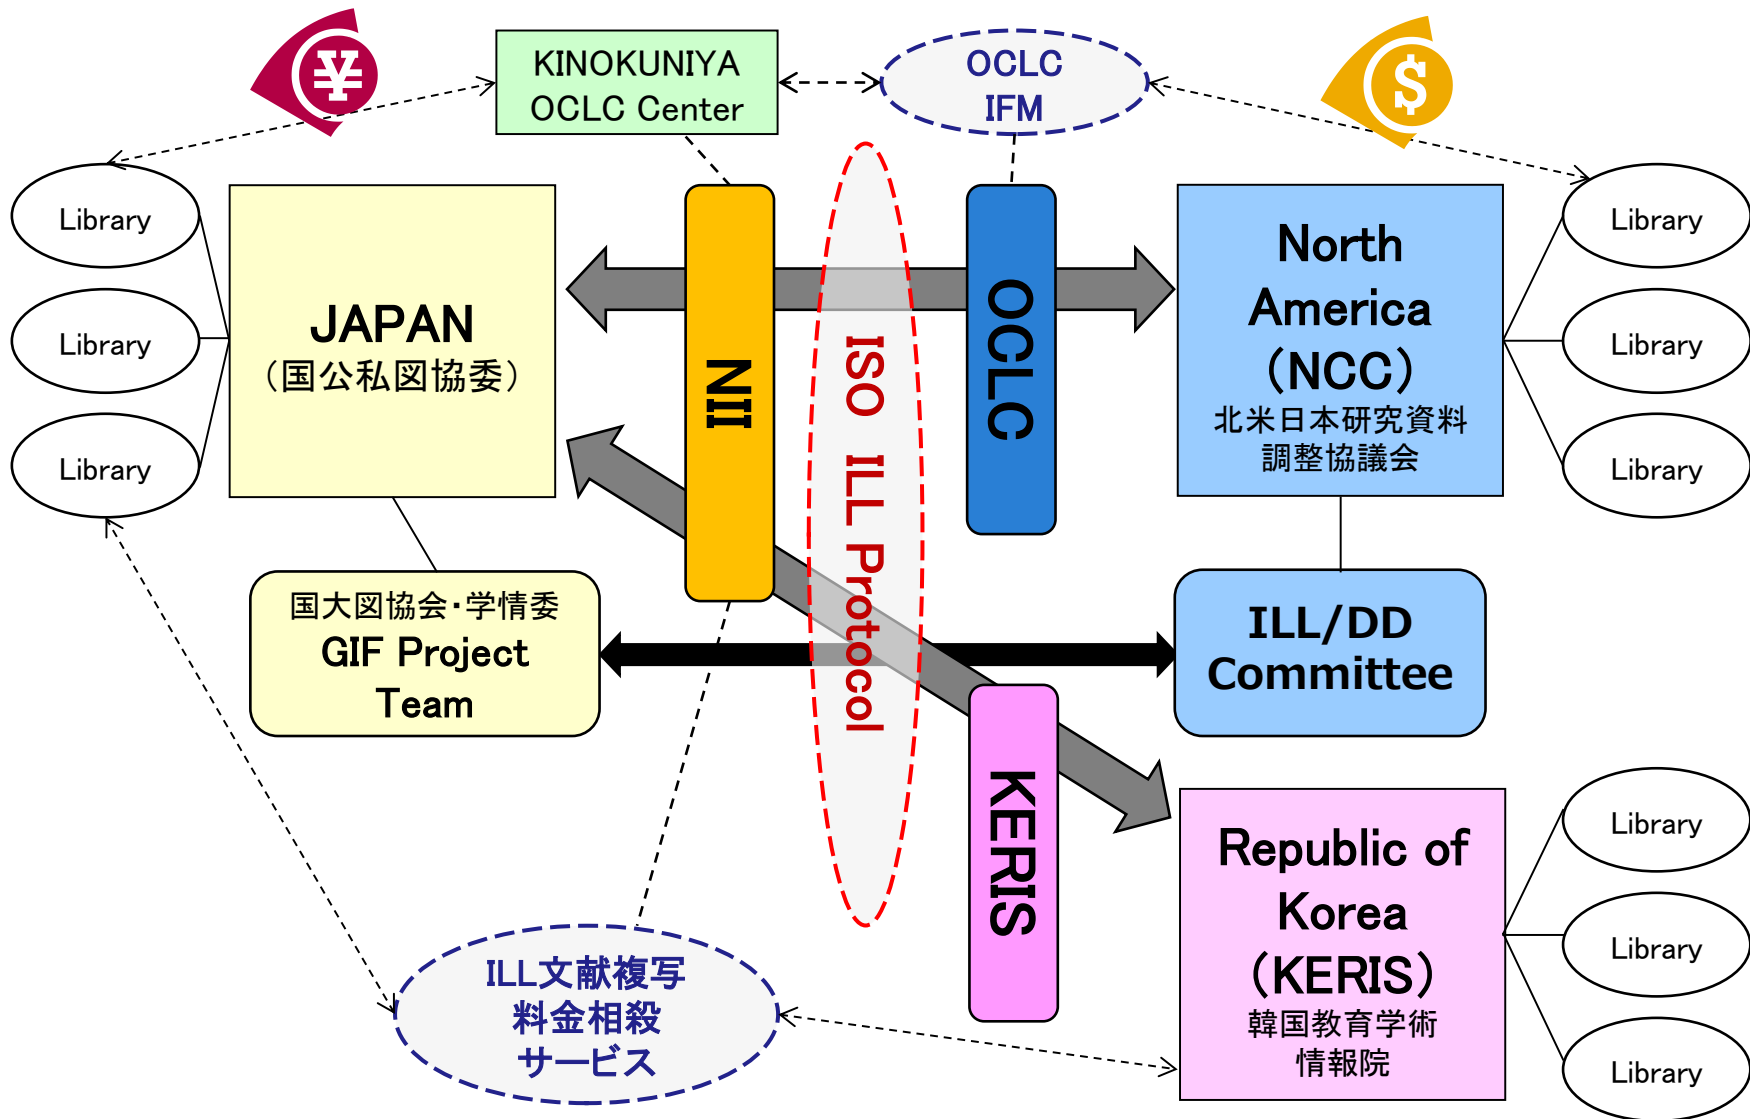 ¥
KINOKUNIYA
OCLC Center
OCLC
IFM
$
Library
Library
Library
JAPAN
（国公私図協委）
NII
ISO ILL Protocol
OCLC
North
America
（NCC）
北米日本研究資料
調整協議会
Library
Library
Library
国大図協会・学情委
GIF Project
Team
ILL/DD
Committee
KERIS
ILL文献複写
料金相殺
サービス
Republic of
Korea
（KERIS）
韓国教育学術
情報院
Library
Library
Library